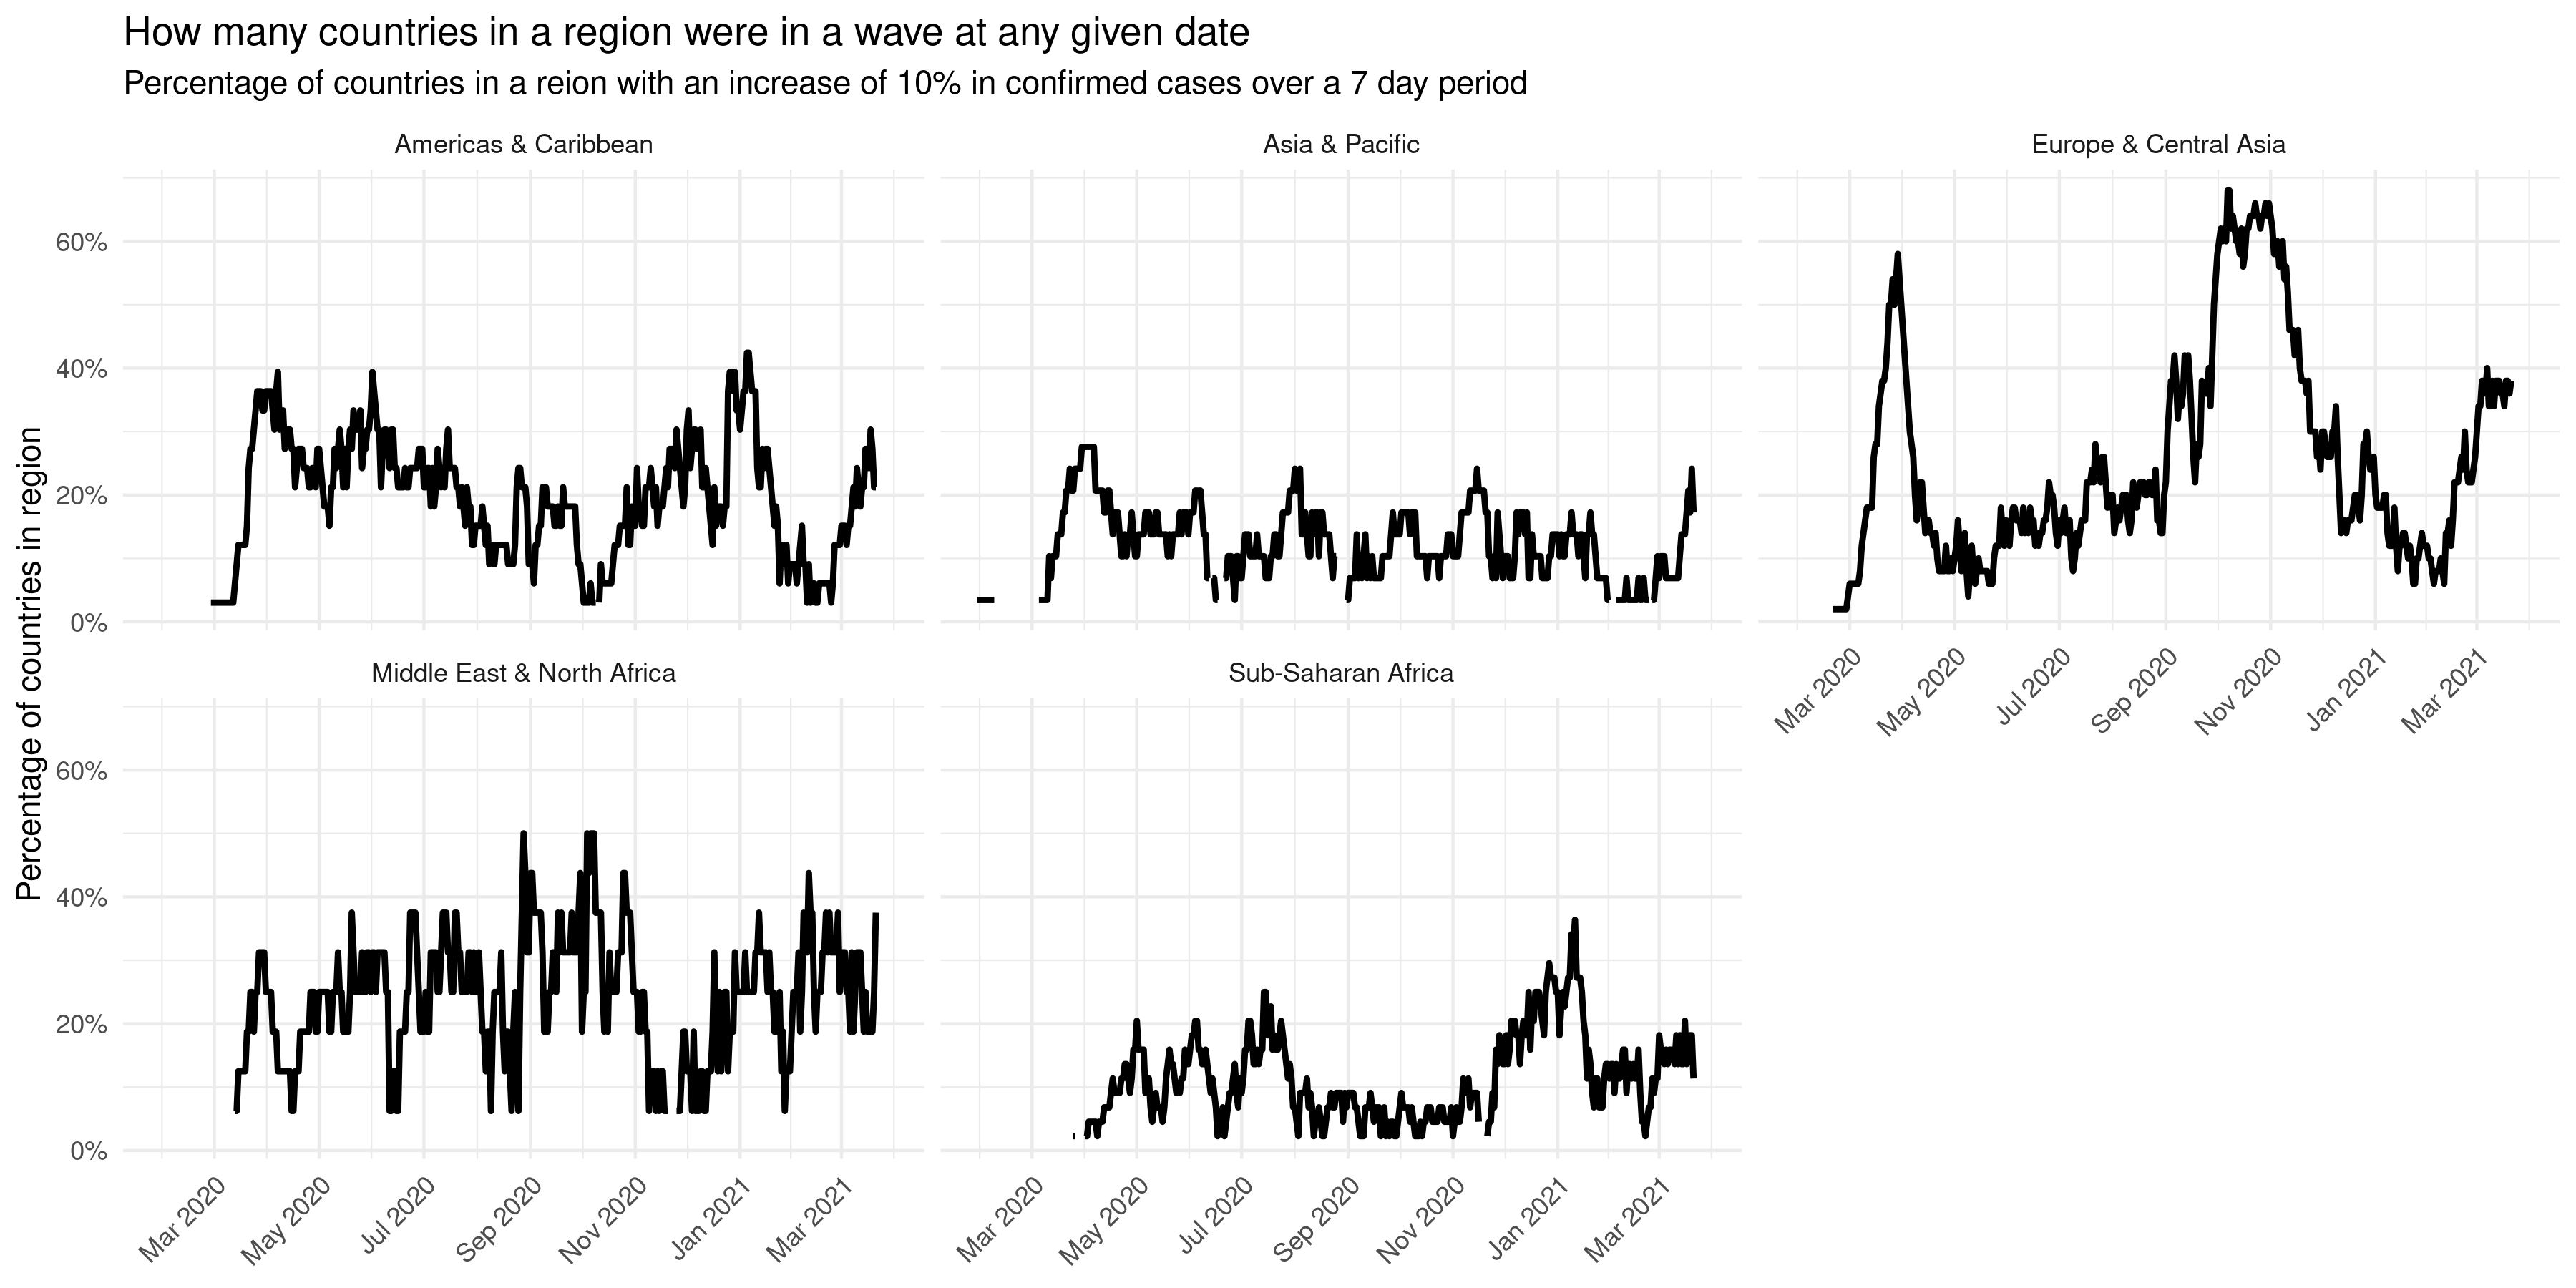 How many countries in a region were in a wave at any given date
Percentage of countries in a reion with an increase of 10% in confirmed cases over a 7 day period
Percentage of countries in region
Americas & Caribbean
Asia & Pacific
Europe & Central Asia
60%
40%
20%
0%
Mar 2020
May 2020
Jul 2020
Sep 2020
Nov 2020
Jan 2021
Mar 2021
Middle East & North Africa
Sub-Saharan Africa
60%
40%
20%
0%
Mar 2020
May 2020
Jul 2020
Sep 2020
Nov 2020
Jan 2021
Mar 2021
Mar 2020
May 2020
Jul 2020
Sep 2020
Nov 2020
Jan 2021
Mar 2021